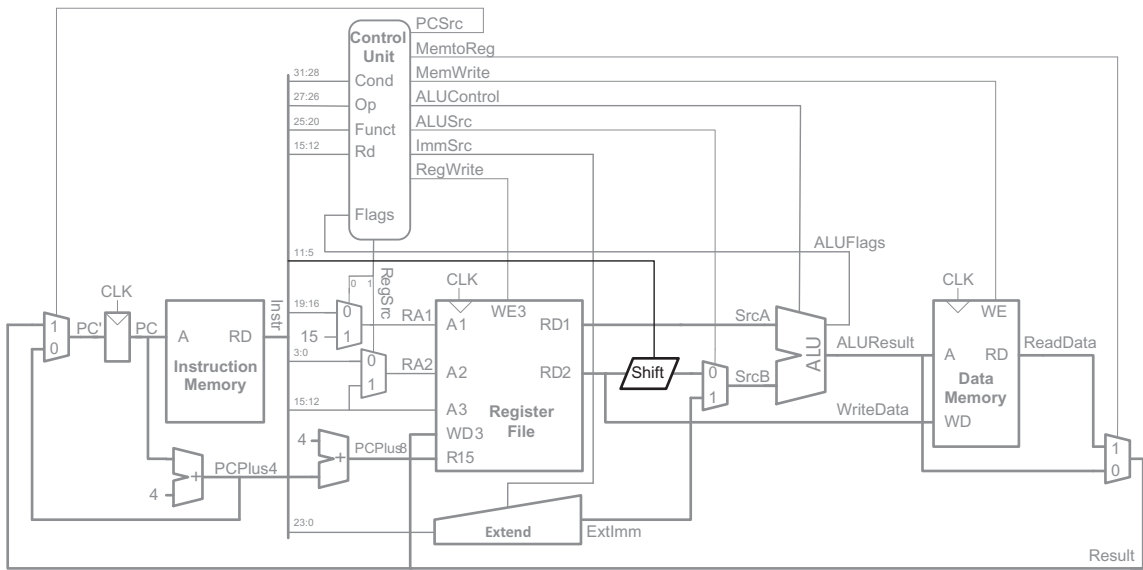 PCSrc
Control
Unit
MemtoReg
MemWrite
ALUControl
ALUSrc
ImmSrc
RegWrite
31:28
Cond
27:26
Op
25:20
Funct
15:12
Rd
Flags
ALUFlags
11:5
0 1
RegSrc
CLK
PC'
PC
1
0
A
RD
Instruction
Memory
Instr
19:16
15
0
1
RA1
3:0
0
1
RA2
15:12
CLK
WE3
A1
RD1
A2
RD2
A3
Register
File
WD3
R15
4
+
PCPlus8
4
+
PCPlus4
23:0
Extend
ExtImm
Shift
0
1
SrcA
SrcB
ALU
ALUResult
WriteData
CLK
WE
A
RD
Data
Memory
WD
ReadData
1
0
Result